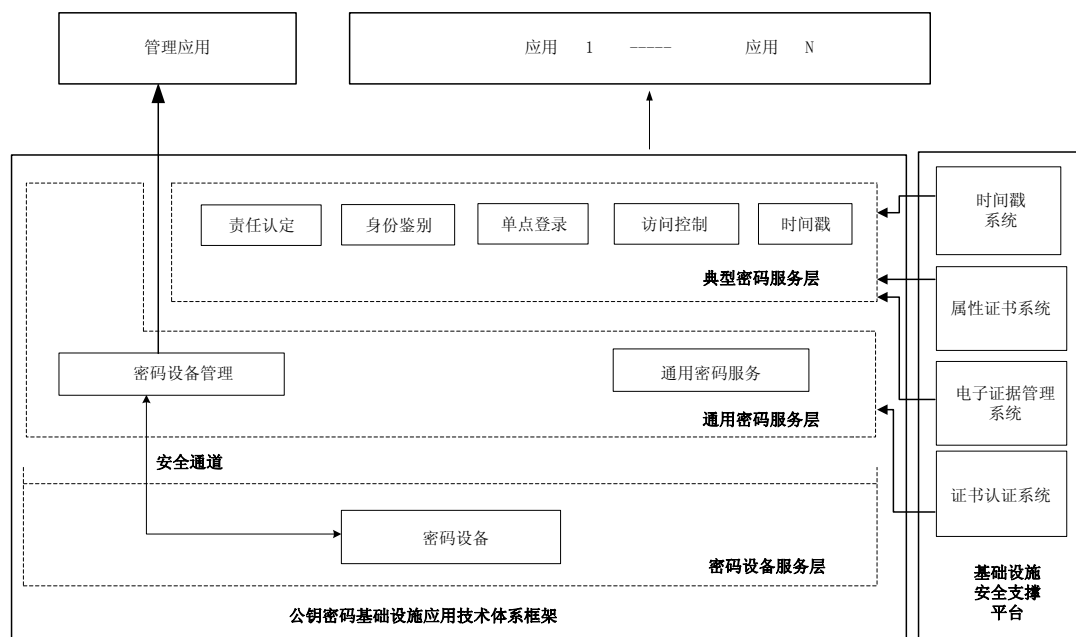 管理应用
应用 1 ----- 应用 N
责任认定
身份鉴别
单点登录
访问控制
时间戳
典型密码服务层
密码设备管理
通用密码服务
通用密码服务层
安全通道
密码设备
密码设备服务层
公钥密码基础设施应用技术体系框架
时间戳
系统
属性证书系统
电子证据管理
系统
证书认证系统
基础设施
安全支撑
平台